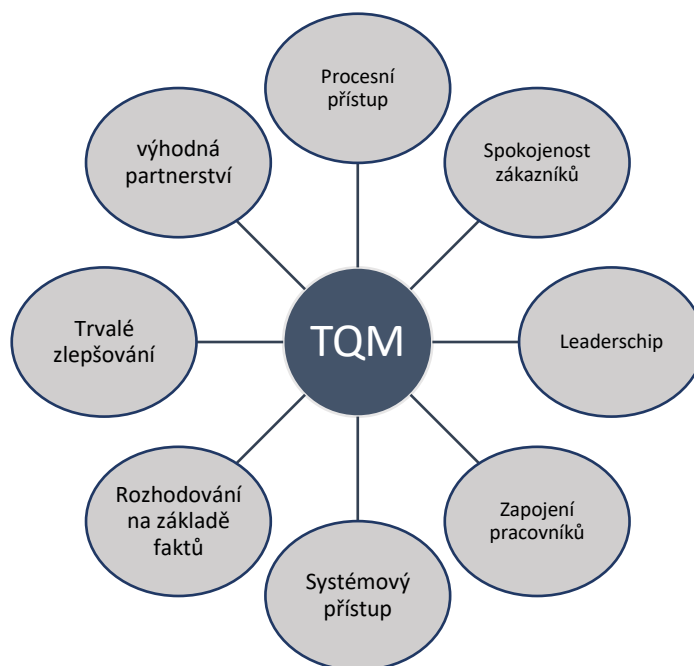 Procesní
přístup
Spokojenost
zákazníků
Leaderschip
Zapojení
pracovníků
Systémový
přístup
Rozhodování
na základě
faktů
Trvalé
zlepšování
výhodná
partnerství
TQM